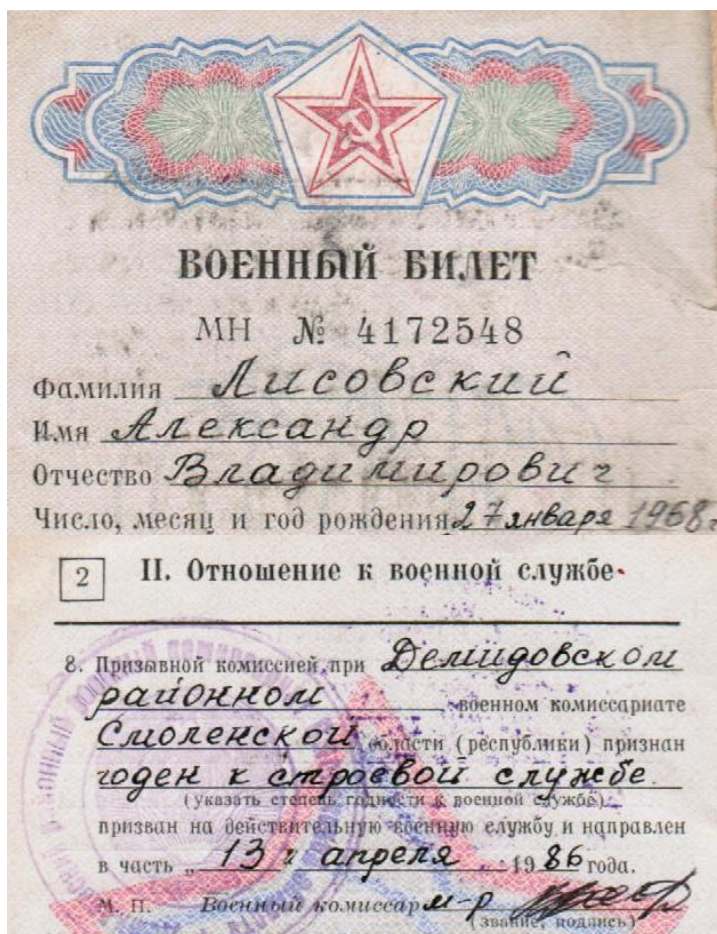 ВОЕННЫЙ БИЛЕТ
МН № 4172548
Фамилия Лисовский
Имя Александр
Отчество Владимирович
Число, месяц и год рождения 27 января 1968 г
2 II. Отношение к военной службе
8. Призывной комиссией при Демидовском
районном военном комиссариате
Смоленской области (республики) признан
годен к строевой службе
(указать степень годности к военной службе)
призван на действительную военную службу и направлен
в часть „13" апреля 1986 года.
М. П. Военный комиссар м-р
(звание, подпись)